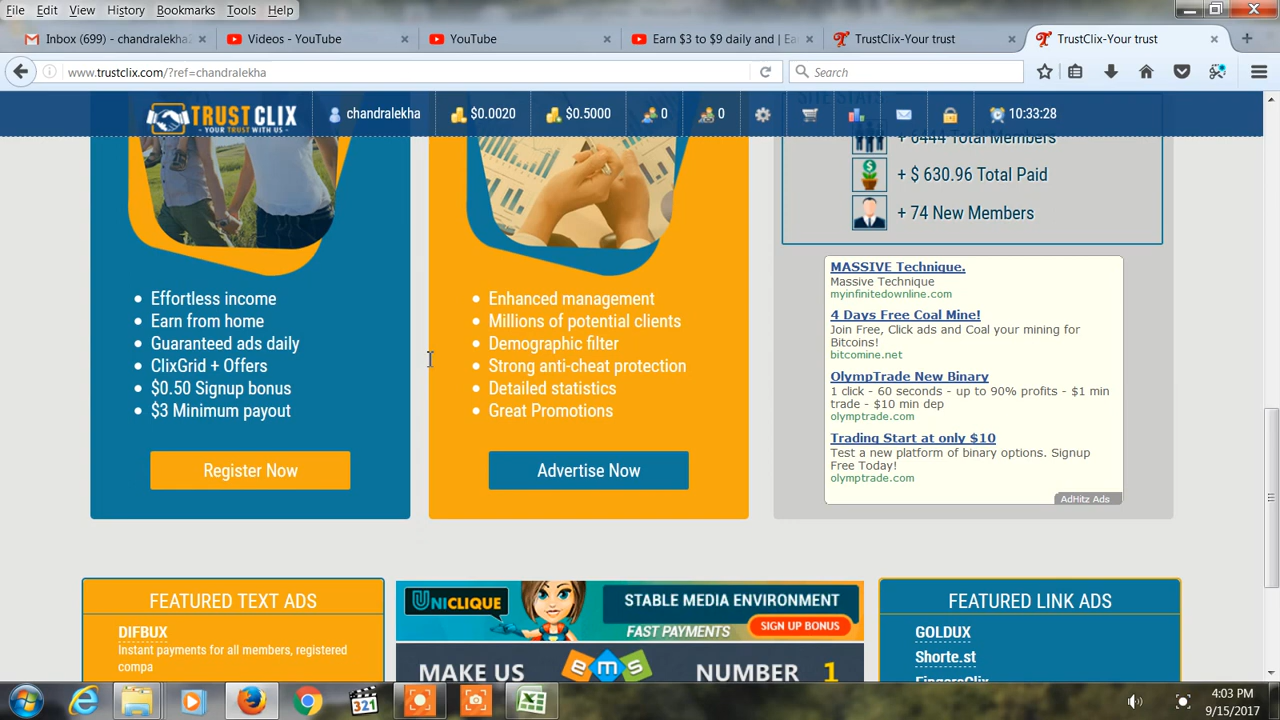 File Edit View History Bookmarks Tools Help
Inbox (699) - chandralekha
Videos - YouTube
YouTube
Earn $3 to $9 daily and | Ea
TrustClix-Your trust
TrustClix-Your trust
www.trustclix.com/?ref=chandralekha
Search
TRUST CLIX
- YOUR TRUST WITH US -
chandralekha
$0.0020
$0.5000
0
0
10:33:28
SITE STATS
+ 6444 Total Members
+ $ 630.96 Total Paid
+ 74 New Members
Effortless income
Earn from home
Guaranteed ads daily
ClixGrid + Offers
$0.50 Signup bonus
$3 Minimum payout
Register Now
Enhanced management
Millions of potential clients
Demographic filter
Strong anti-cheat protection
Detailed statistics
Great Promotions
Advertise Now
MASSIVE Technique.
Massive Technique
myinfinitedownline.com
4 Days Free Coal Mine!
Join Free, Click ads and Coal your mining for
Bitcoins!
bitcomine.net
OlympTrade New Binary
1 click - 60 seconds - up to 90% profits - $1 min
trade - $10 min dep
olymptrade.com
Trading Start at only $10
Test a new platform of binary options. Signup
Free Today!
olymptrade.com
AdHitz Ads
FEATURED TEXT ADS
DIFBUX
Instant payments for all members, registered
compa
UNICLIQUE
STABLE MEDIA ENVIRONMENT
FAST PAYMENTS
SIGN UP BONUS
MAKE US
ems
NUMBER 1
FEATURED LINK ADS
GOLDUX
Shorte.st
FingersClix
321
4:03 PM
9/15/2017